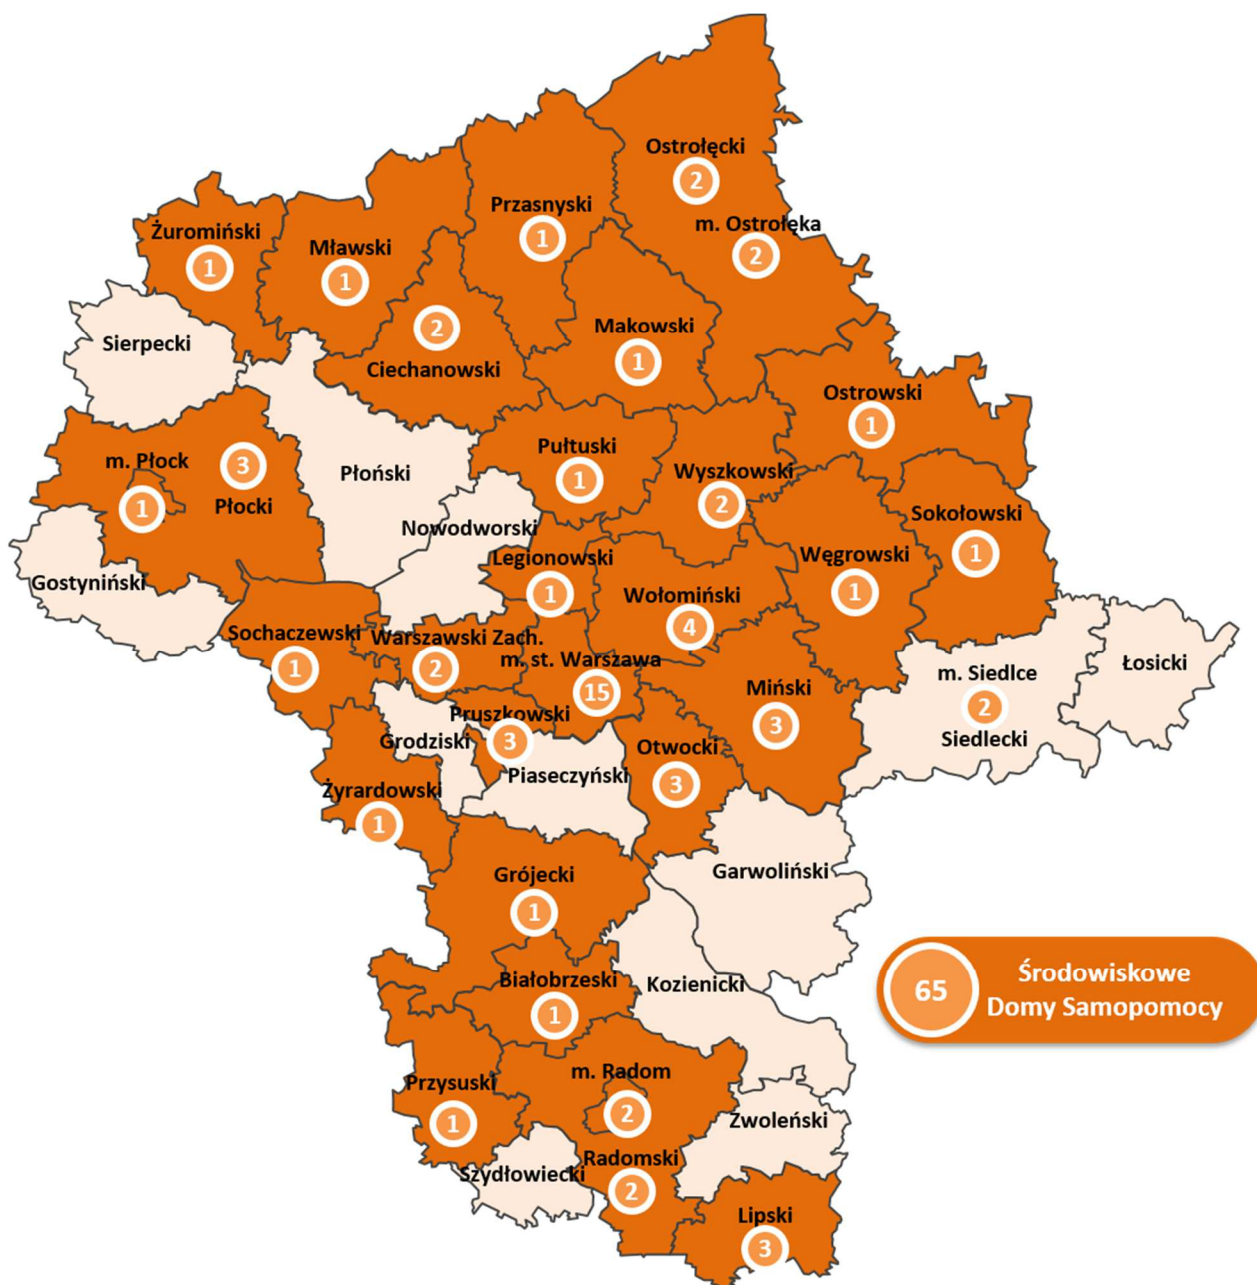 Ostrołęcki
2
m. Ostrołęka
2
Przasnyski
1
Żuromiński
1
Mławski
1
Ciechanowski
2
Makowski
1
Sierpecki
Ostrowski
1
m. Płock
1
3
Płocki
Płoński
Pułtuski
1
Wyszkowski
2
Sokołowski
1
Nowodworski
Legionowski
1
Węgrowski
1
Gostyniński
Wołomiński
4
Sochaczewski
1
Warszawski Zach.
2
m. st. Warszawa
15
Łosicki
m. Siedlce
2
Siedlecki
Miński
3
Pruszkowski
3
Grodziski
Otwocki
3
Piaseczyński
Żyrardowski
1
Grójecki
1
Garwoliński
Białobrzeski
1
Kozienicki
65
Środowiskowe
Domy Samopomocy
Przysuski
1
m. Radom
2
Zwoleński
Szydłowiecki
Radomski
2
Lipski
3